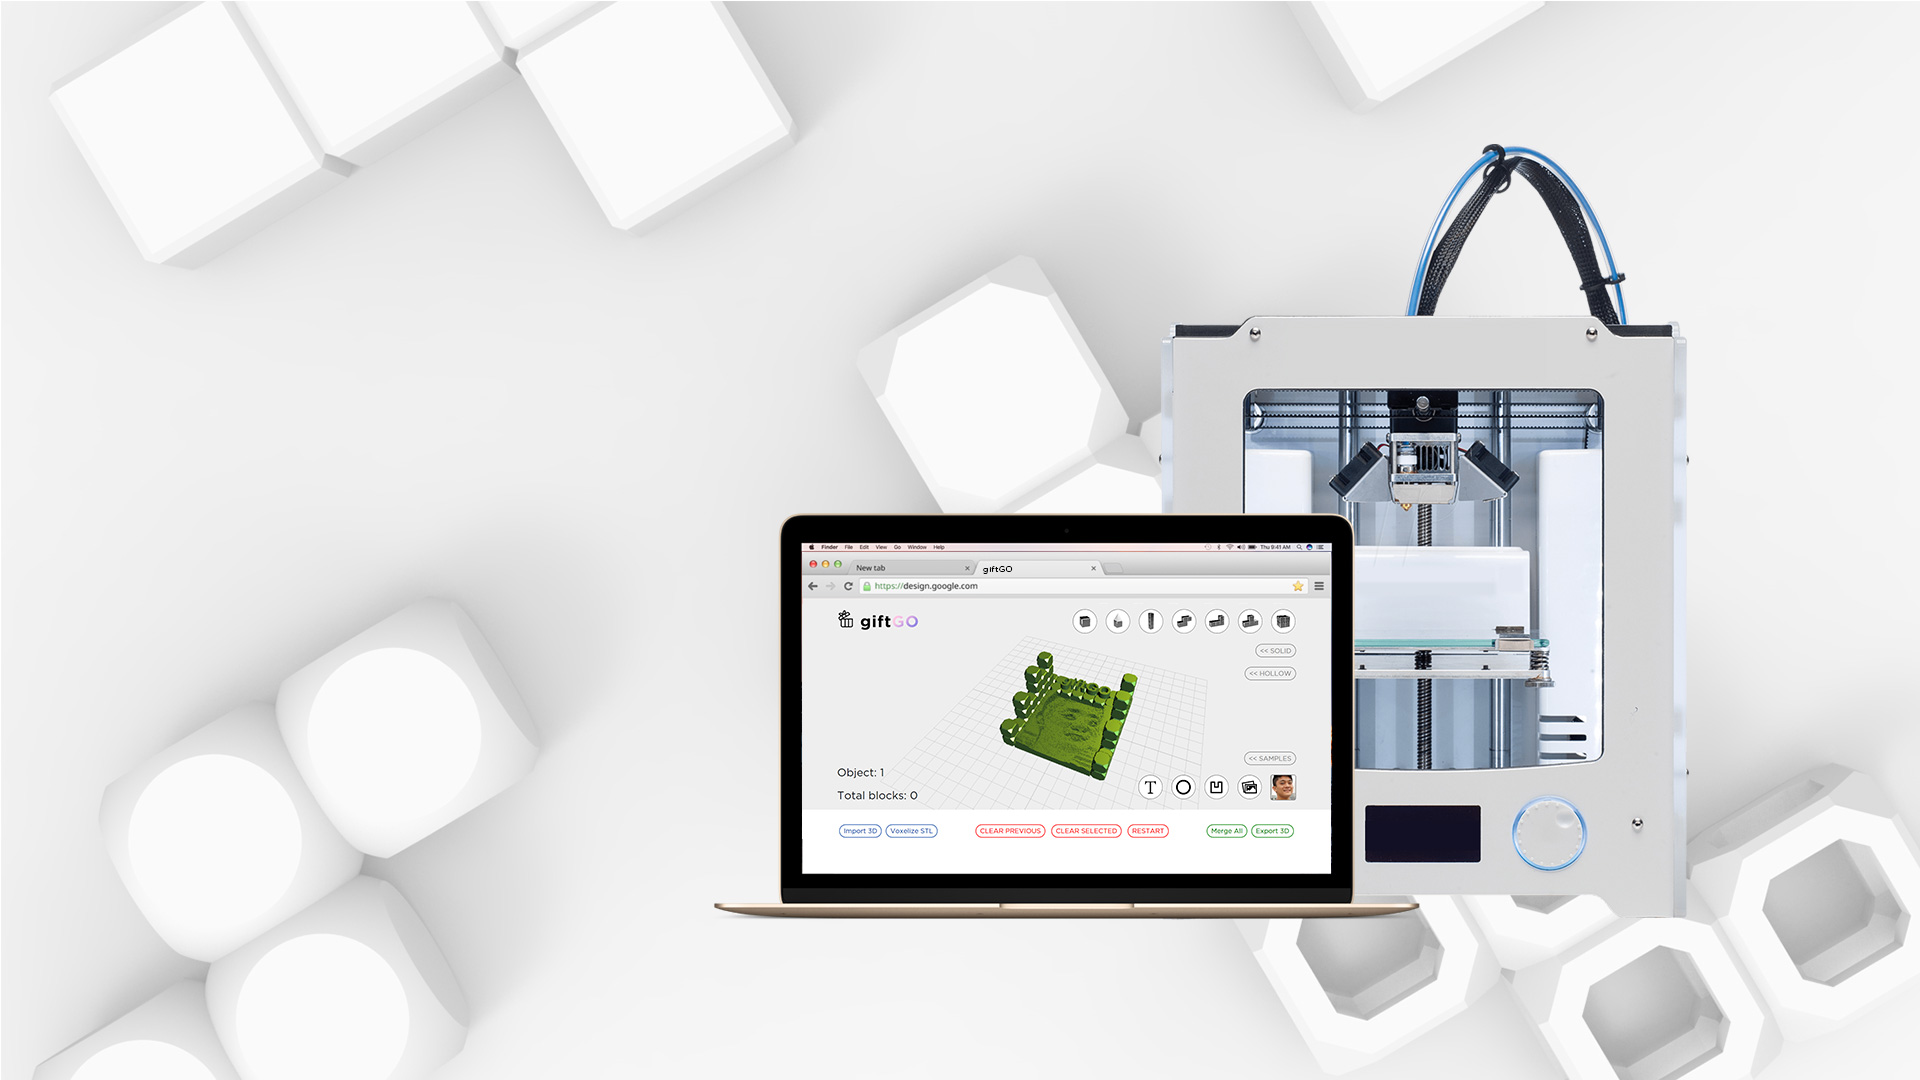 Finder File Edit View Go Window Help
Thu 9:41 AM
New tab
giftGO
https://design.google.com
giftGO
<< SOLID
<< HOLLOW
giftGO
<< SAMPLES
Object: 1
Total blocks: 0
T
Import 3D
Voxelize STL
CLEAR PREVIOUS
CLEAR SELECTED
RESTART
Merge All
Export 3D